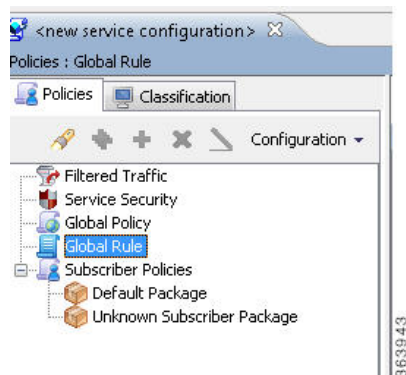 <new service configuration>
Policies : Global Rule
Policies Classification
Configuration
Filtered Traffic
Service Security
Global Policy
Global Rule
Subscriber Policies
Default Package
Unknown Subscriber Package
363943